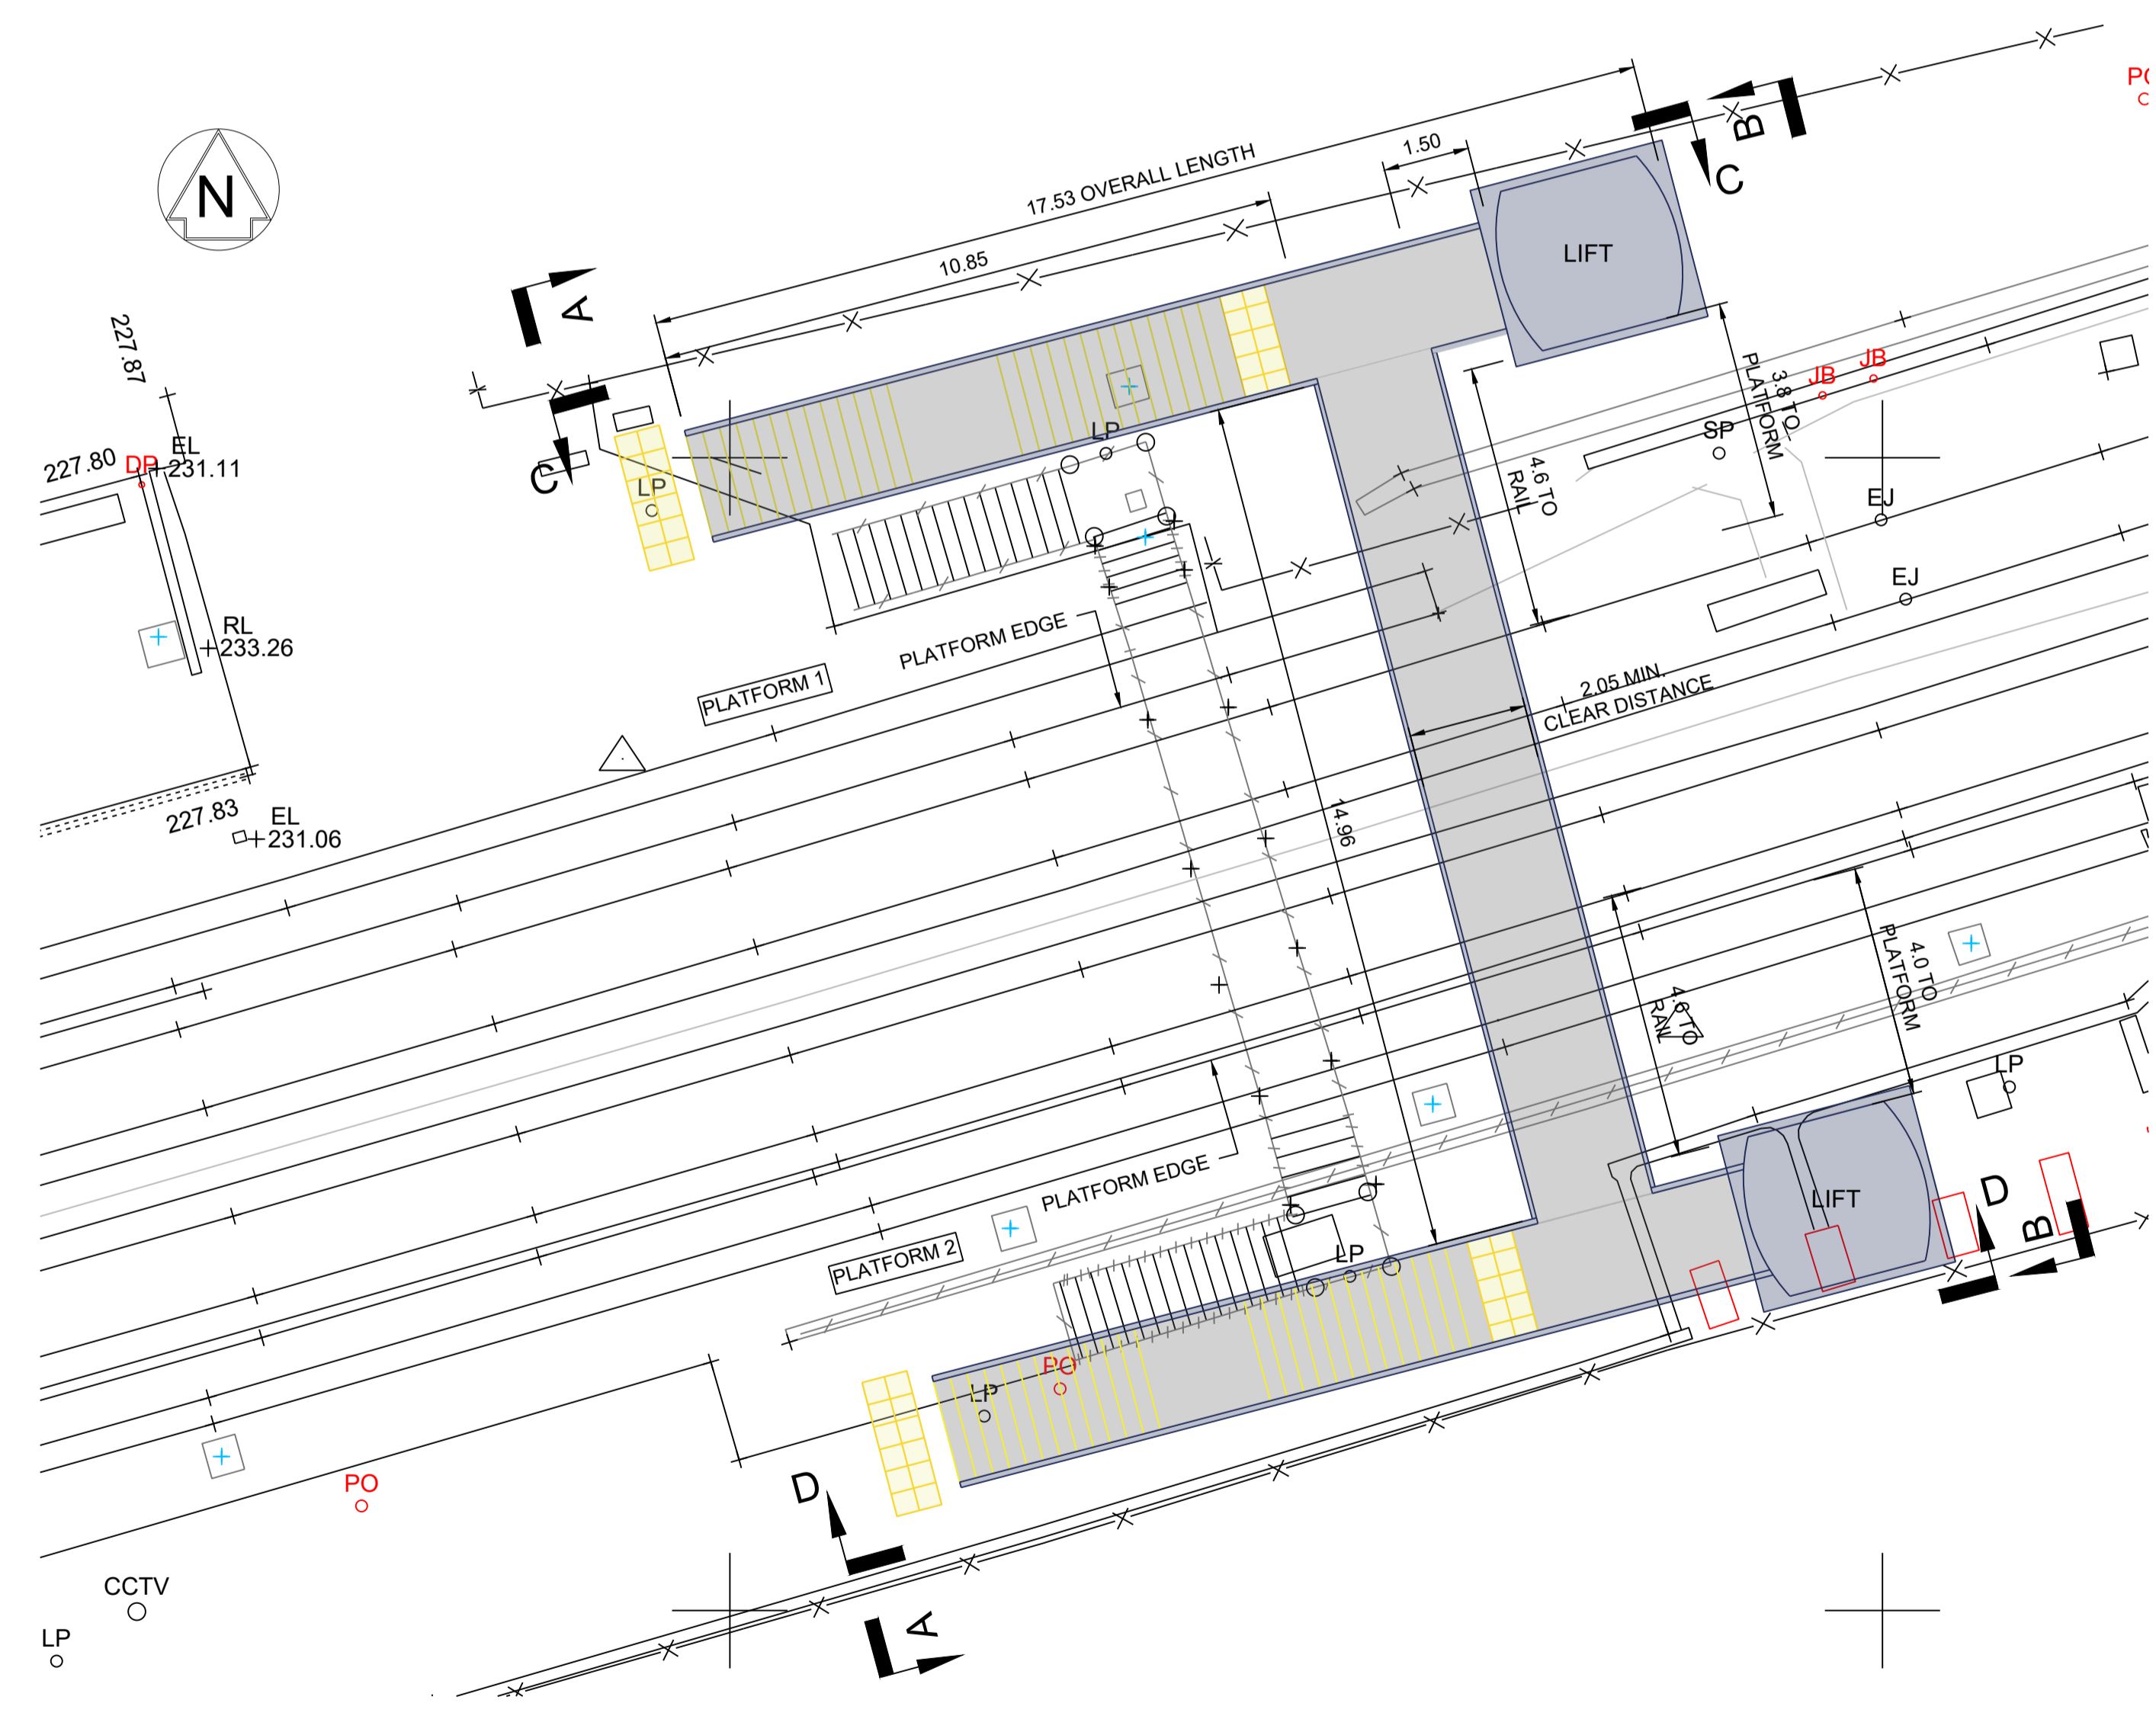 PO
B
C
1.50
17.53 OVERALL LENGTH
N
LIFT
10.85
A
227.87
JB
JB
3.8 TO
PLATFORM
LP
SP
227.80
DP
EL
231.11
C
LP
4.6 TO
RAIL
EJ
EJ
RL
233.26
PLATFORM EDGE
PLATFORM 1
2.05 MIN.
CLEAR DISTANCE
227.83
EL
231.06
14.96
4.0 TO
PLATFORM
4.6 TO
RAIL
LP
PLATFORM EDGE
LIFT
D
B
PLATFORM 2
LP
PO
LP
D
PO
CCTV
A
LP